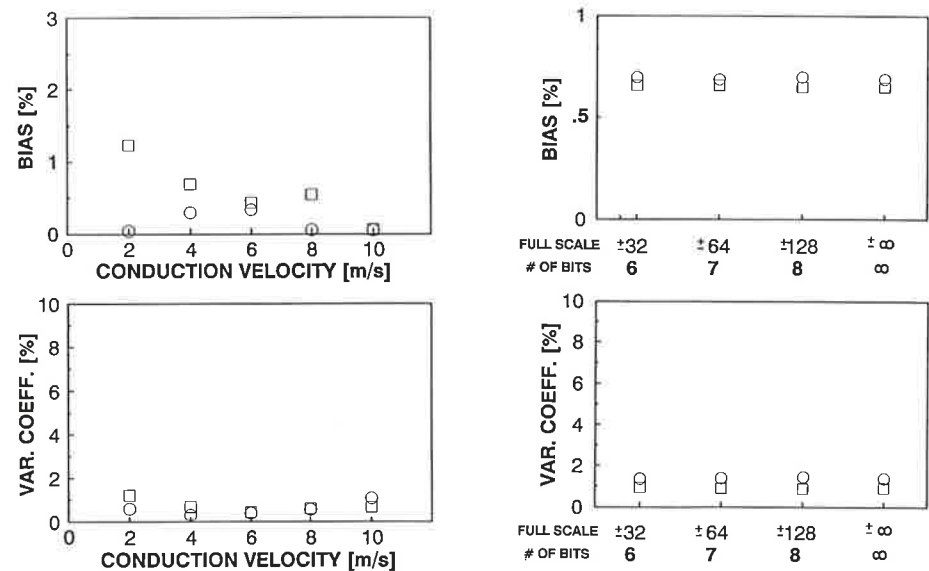 3
2
1
0
BIAS [%]
0 2 4 6 8 10
CONDUCTION VELOCITY [m/s]
1
.5
0
BIAS [%]
FULL SCALE ±32 ±64 ±128 ±∞
# OF BITS 6 7 8 ∞
10
8
6
4
2
0
VAR. COEFF. [%]
0 2 4 6 8 10
CONDUCTION VELOCITY [m/s]
10
8
6
4
2
0
VAR. COEFF. [%]
FULL SCALE ±32 ±64 ±128 ±∞
# OF BITS 6 7 8 ∞